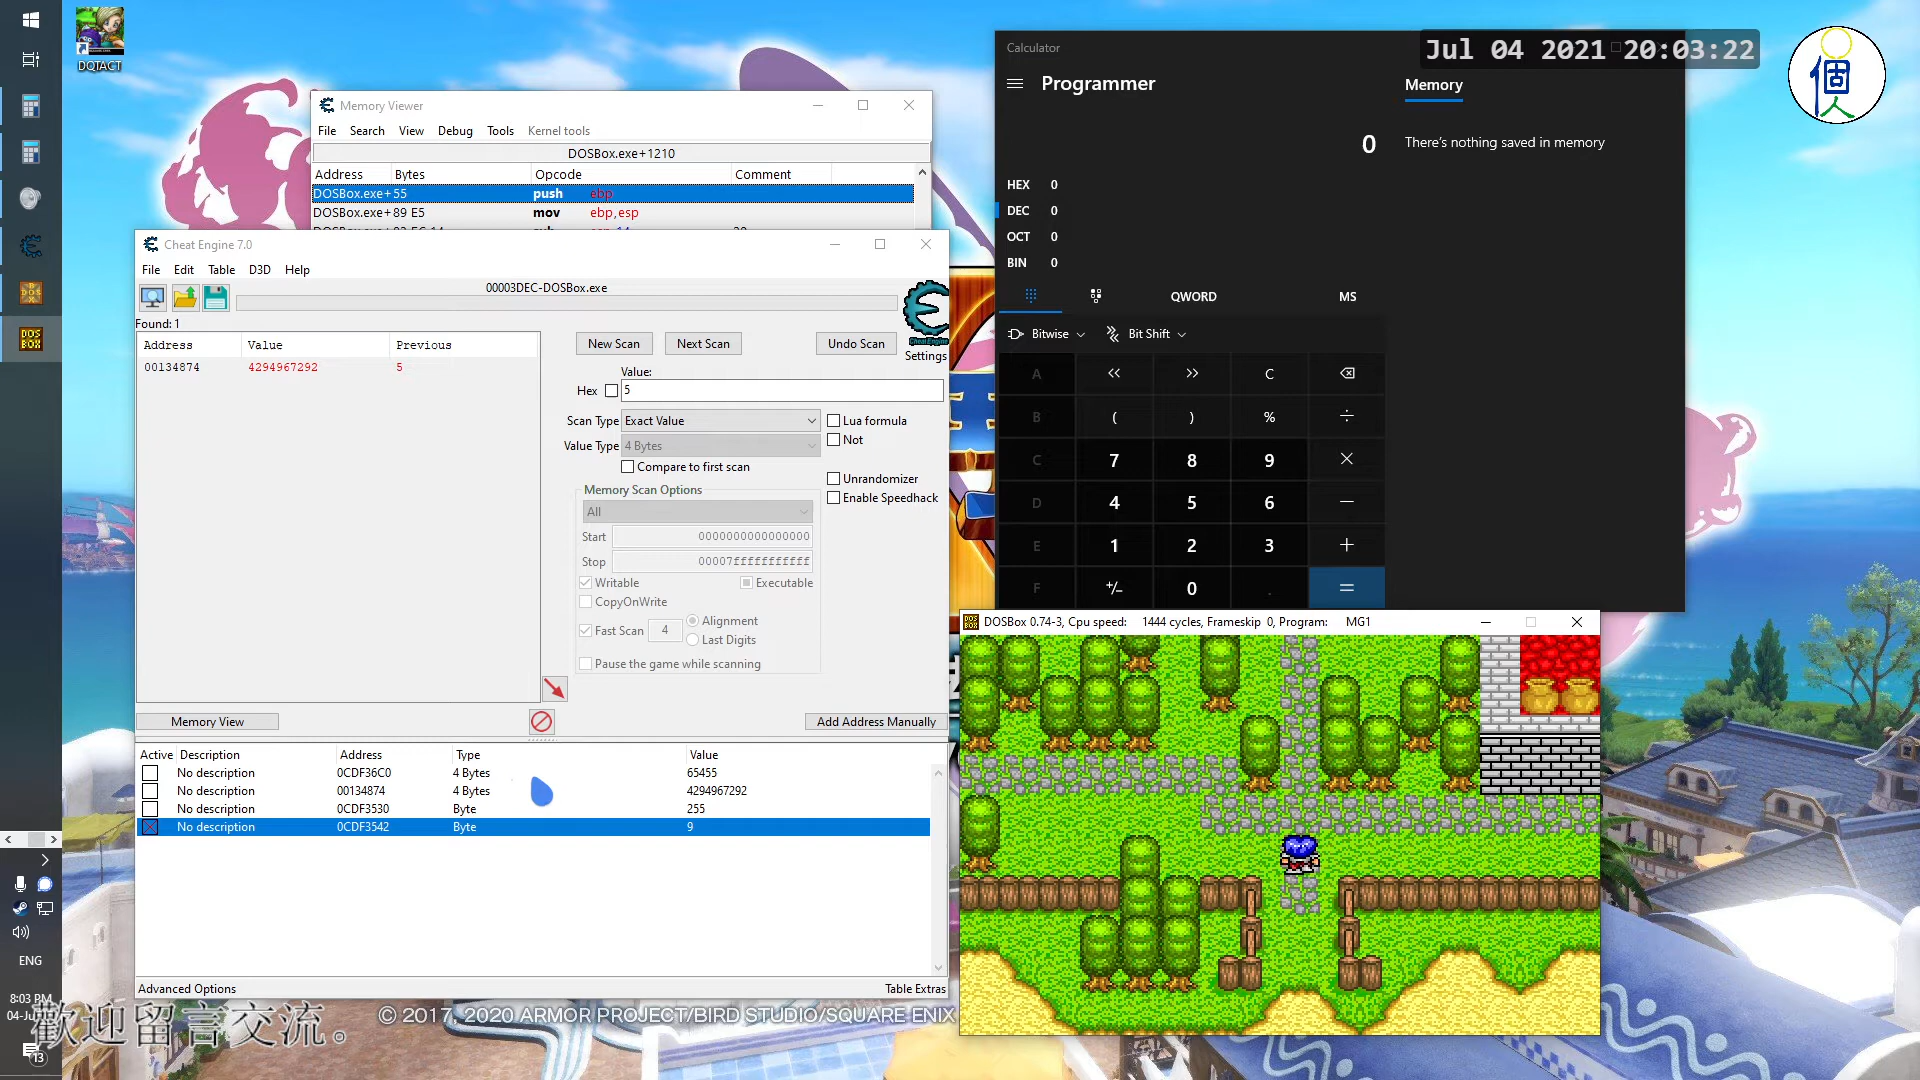 DQTACT
Jul 04 2021 20:03:22
個人
Memory Viewer
File Search View Debug Tools Kernel tools
DOSBox.exe+1210
Address Bytes Opcode Comment
DOSBox.exe+ 55 push ebp
DOSBox.exe+ 89 E5 mov ebp,esp
Cheat Engine 7.0
File Edit Table D3D Help
00003DEC-DOSBox.exe
Found: 1
Address Value Previous
00134874 4294967292 5
New Scan Next Scan Undo Scan
Cheat Engine
Settings
Value:
Hex 5
Scan Type Exact Value
Lua formula
Value Type 4 Bytes
Not
Compare to first scan
Unrandomizer
Enable Speedhack
Memory Scan Options
All
Start 0000000000000000
Stop 00007fffffffffff
Writable Executable
CopyOnWrite
Fast Scan 4 Alignment
Last Digits
Pause the game while scanning
Memory View
Add Address Manually
Active Description Address Type Value
No description 0CDF36C0 4 Bytes 65455
No description 00134874 4 Bytes 4294967292
No description 0CDF3530 Byte 255
No description 0CDF3542 Byte 9
Advanced Options Table Extras
Calculator
Programmer
Memory
0
There's nothing saved in memory
HEX 0
DEC 0
OCT 0
BIN 0
QWORD MS
Bitwise Bit Shift
A << >> C
B ( ) % ÷
C 7 8 9 ×
D 4 5 6 −
E 1 2 3 +
F +/- 0 . =
DOSBox 0.74-3, Cpu speed: 1444 cycles, Frameskip 0, Program: MG1
DOS
BOX
ENG
8:03 PM
13
歡迎留言交流。
© 2017, 2020 ARMOR PROJECT/BIRD STUDIO/SQUARE ENIX